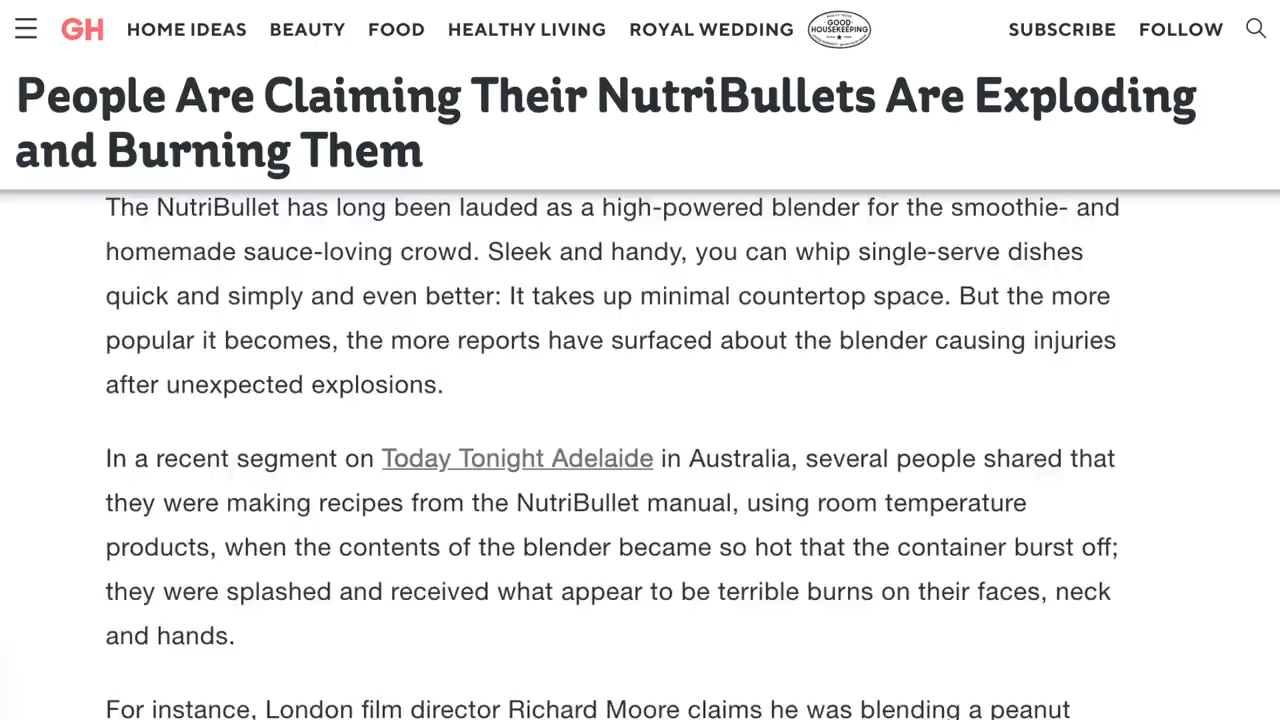 GH HOME IDEAS BEAUTY FOOD HEALTHY LIVING ROYAL WEDDING GOOD HOUSEKEEPING SUBSCRIBE FOLLOW
People Are Claiming Their NutriBullets Are Exploding
and Burning Them
The NutriBullet has long been lauded as a high-powered blender for the smoothie- and
homemade sauce-loving crowd. Sleek and handy, you can whip single-serve dishes
quick and simply and even better: It takes up minimal countertop space. But the more
popular it becomes, the more reports have surfaced about the blender causing injuries
after unexpected explosions.
In a recent segment on Today Tonight Adelaide in Australia, several people shared that
they were making recipes from the NutriBullet manual, using room temperature
products, when the contents of the blender became so hot that the container burst off;
they were splashed and received what appear to be terrible burns on their faces, neck
and hands.
For instance, London film director Richard Moore claims he was blending a peanut